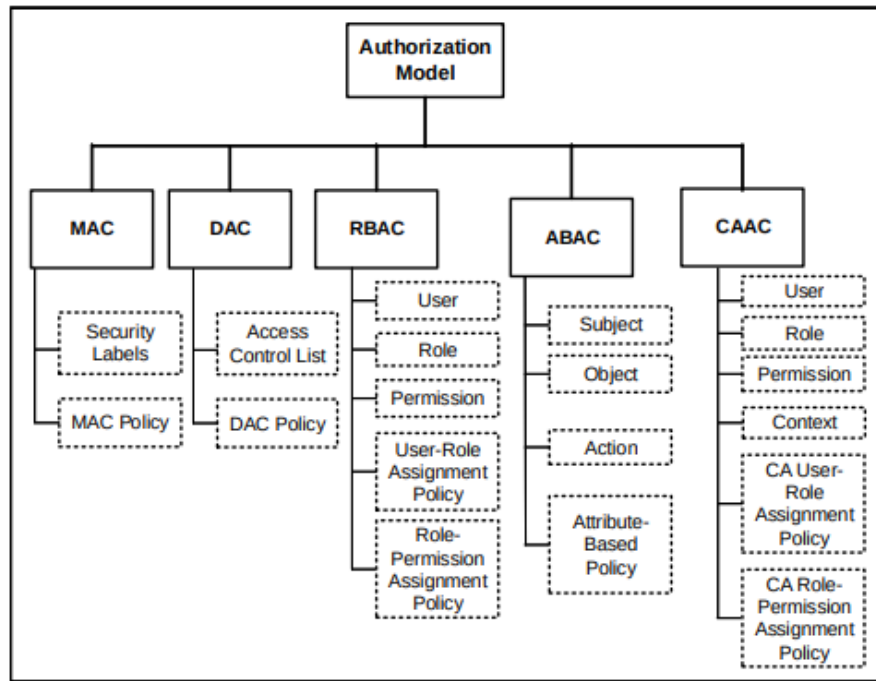 Authorization
Model
MAC
DAC
RBAC
ABAC
CAAC
Security
Labels
MAC Policy
Access
Control List
DAC Policy
User
Role
Permission
User-Role
Assignment
Policy
Role-
Permission
Assignment
Policy
Subject
Object
Action
Attribute-
Based
Policy
User
Role
Permission
Context
CA User-
Role
Assignment
Policy
CA Role-
Permission
Assignment
Policy